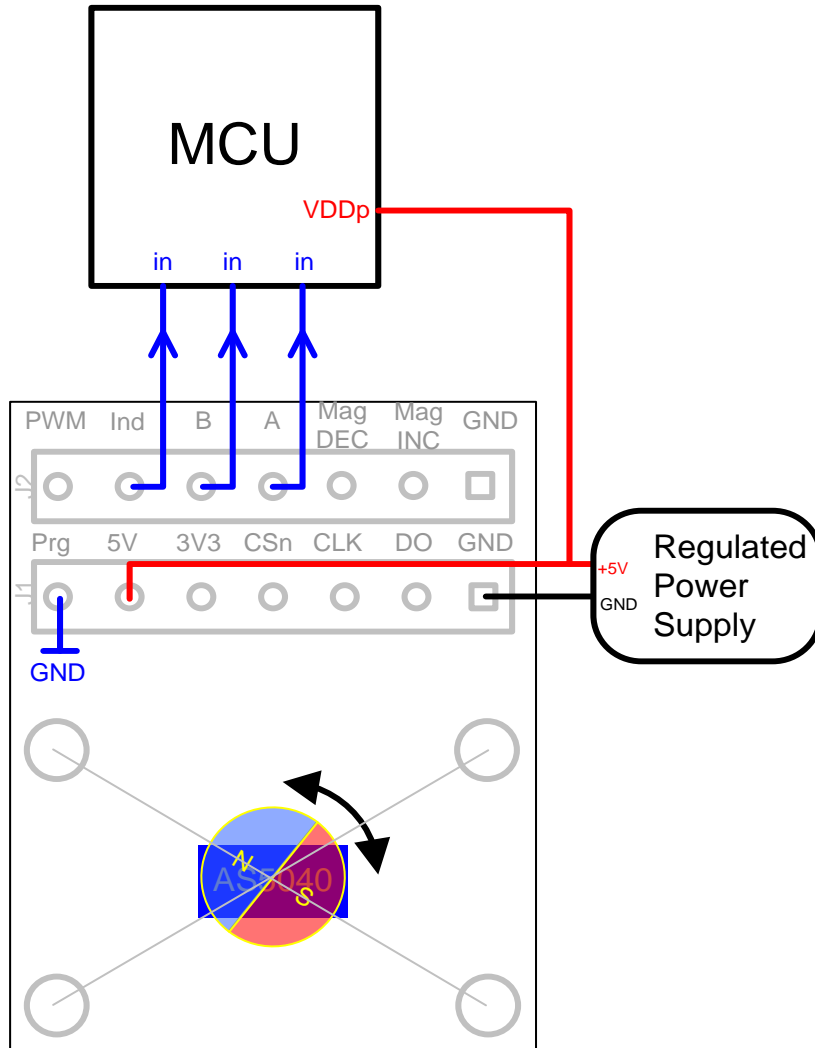 MCU
VDDp
in in in
PWM Ind B A Mag DEC Mag INC GND
J2
Prg 5V 3V3 CSn CLK DO GND
J1
+5V
GND
Regulated
Power
Supply
GND
N
AS5040
S